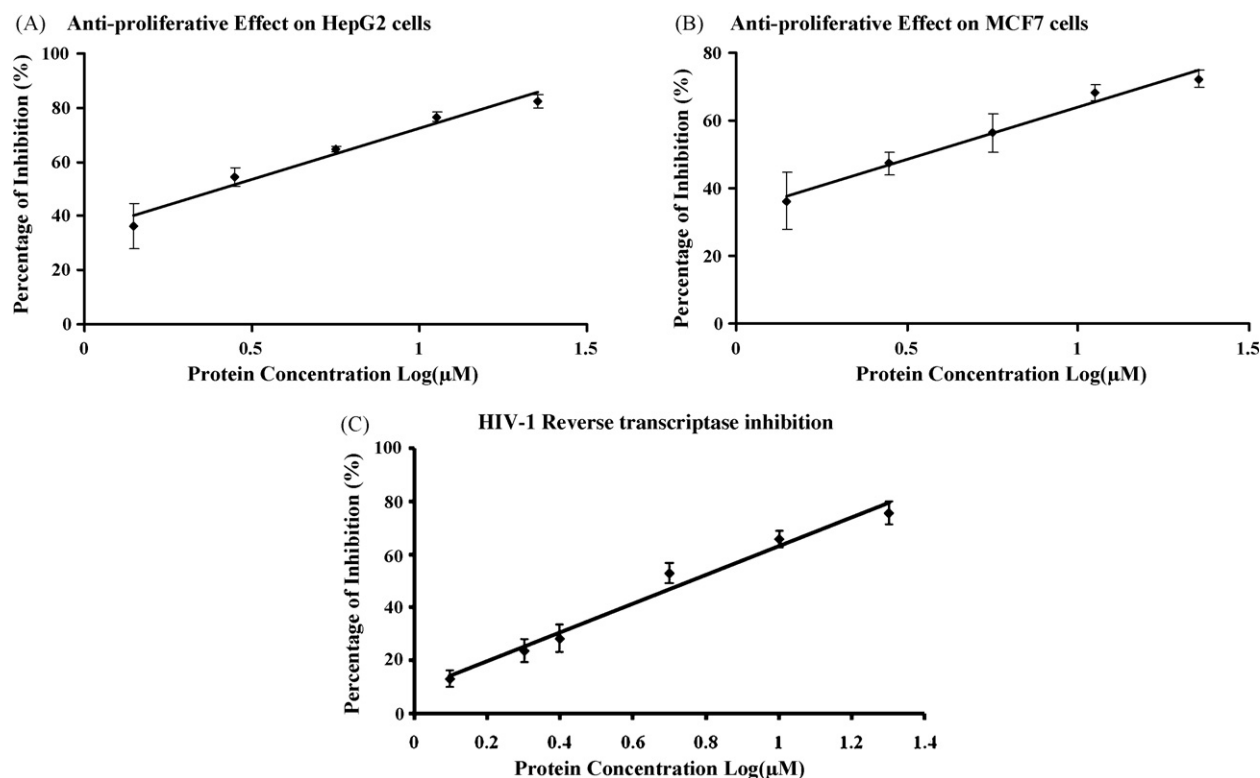 (A) Anti-proliferative Effect on HepG2 cells
Percentage of Inhibition (%)
100
80
60
40
20
0
0 0.5 1 1.5
Protein Concentration Log(μM)
(B) Anti-proliferative Effect on MCF7 cells
Percentage of Inhibition (%)
80
60
40
20
0
0 0.5 1 1.5
Protein Concentration Log(μM)
(C) HIV-1 Reverse transcriptase inhibition
Percentage of Inhibition (%)
100
80
60
40
20
0
0 0.2 0.4 0.6 0.8 1 1.2 1.4
Protein Concentration Log(μM)